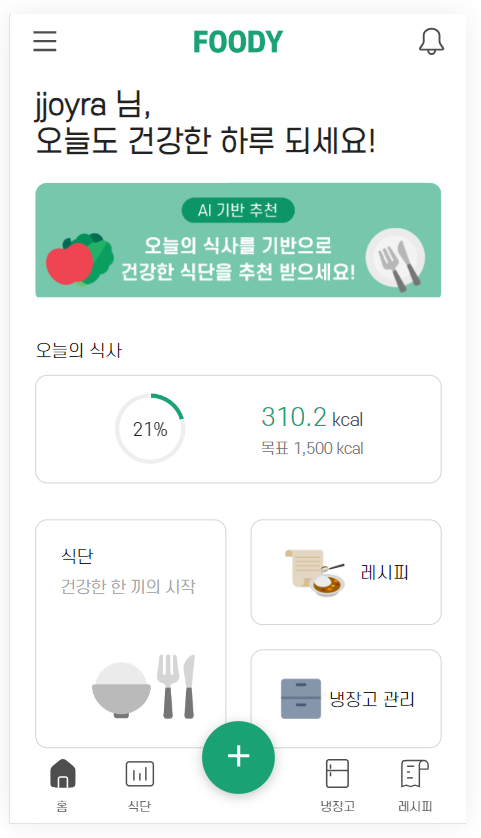 FOODY
jjoyra 님,
오늘도 건강한 하루 되세요!
AI 기반 추천
오늘의 식사를 기반으로
건강한 식단을 추천 받으세요!
오늘의 식사
21%
310.2 kcal
목표 1,500 kcal
식단
건강한 한 끼의 시작
레시피
냉장고 관리
홈
식단
냉장고
레시피